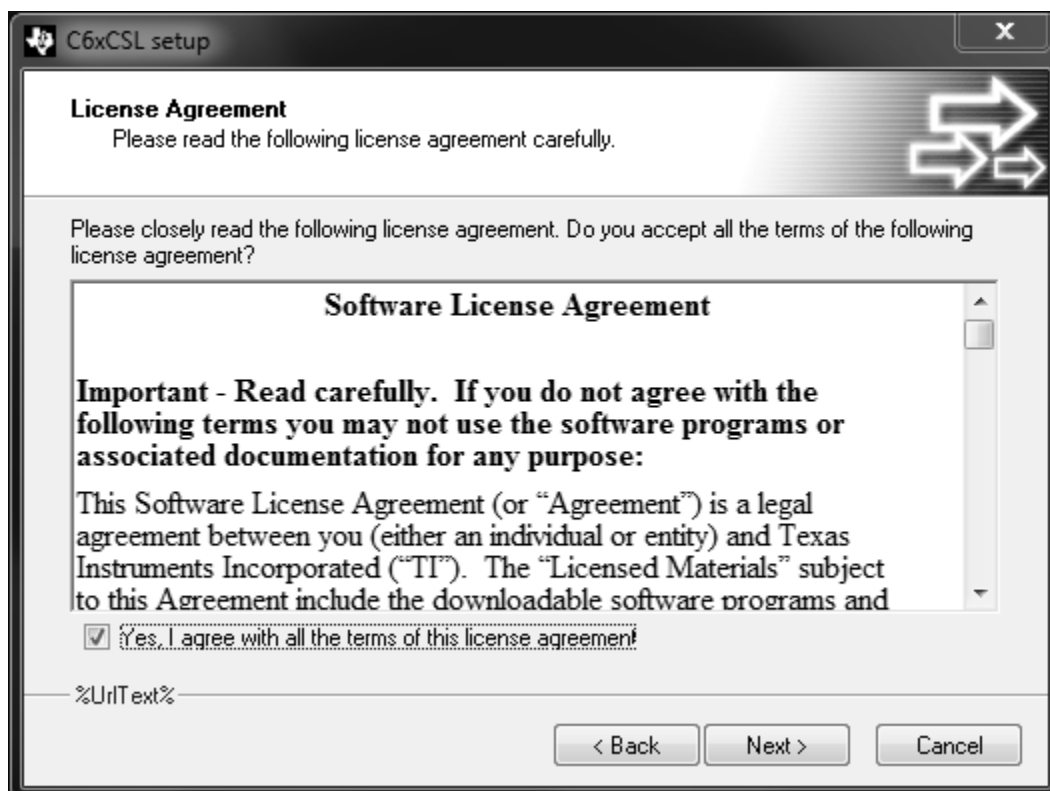 C6xCSL setup
License Agreement
Please read the following license agreement carefully.
Please closely read the following license agreement. Do you accept all the terms of the following
license agreement?
Software License Agreement
Important - Read carefully.  If you do not agree with the
following terms you may not use the software programs or
associated documentation for any purpose:
This Software License Agreement (or “Agreement”) is a legal
agreement between you (either an individual or entity) and Texas
Instruments Incorporated (“TI”).  The “Licensed Materials” subject
to this Agreement include the downloadable software programs and
Yes, I agree with all the terms of this license agreement
%UrlText%
< Back Next > Cancel